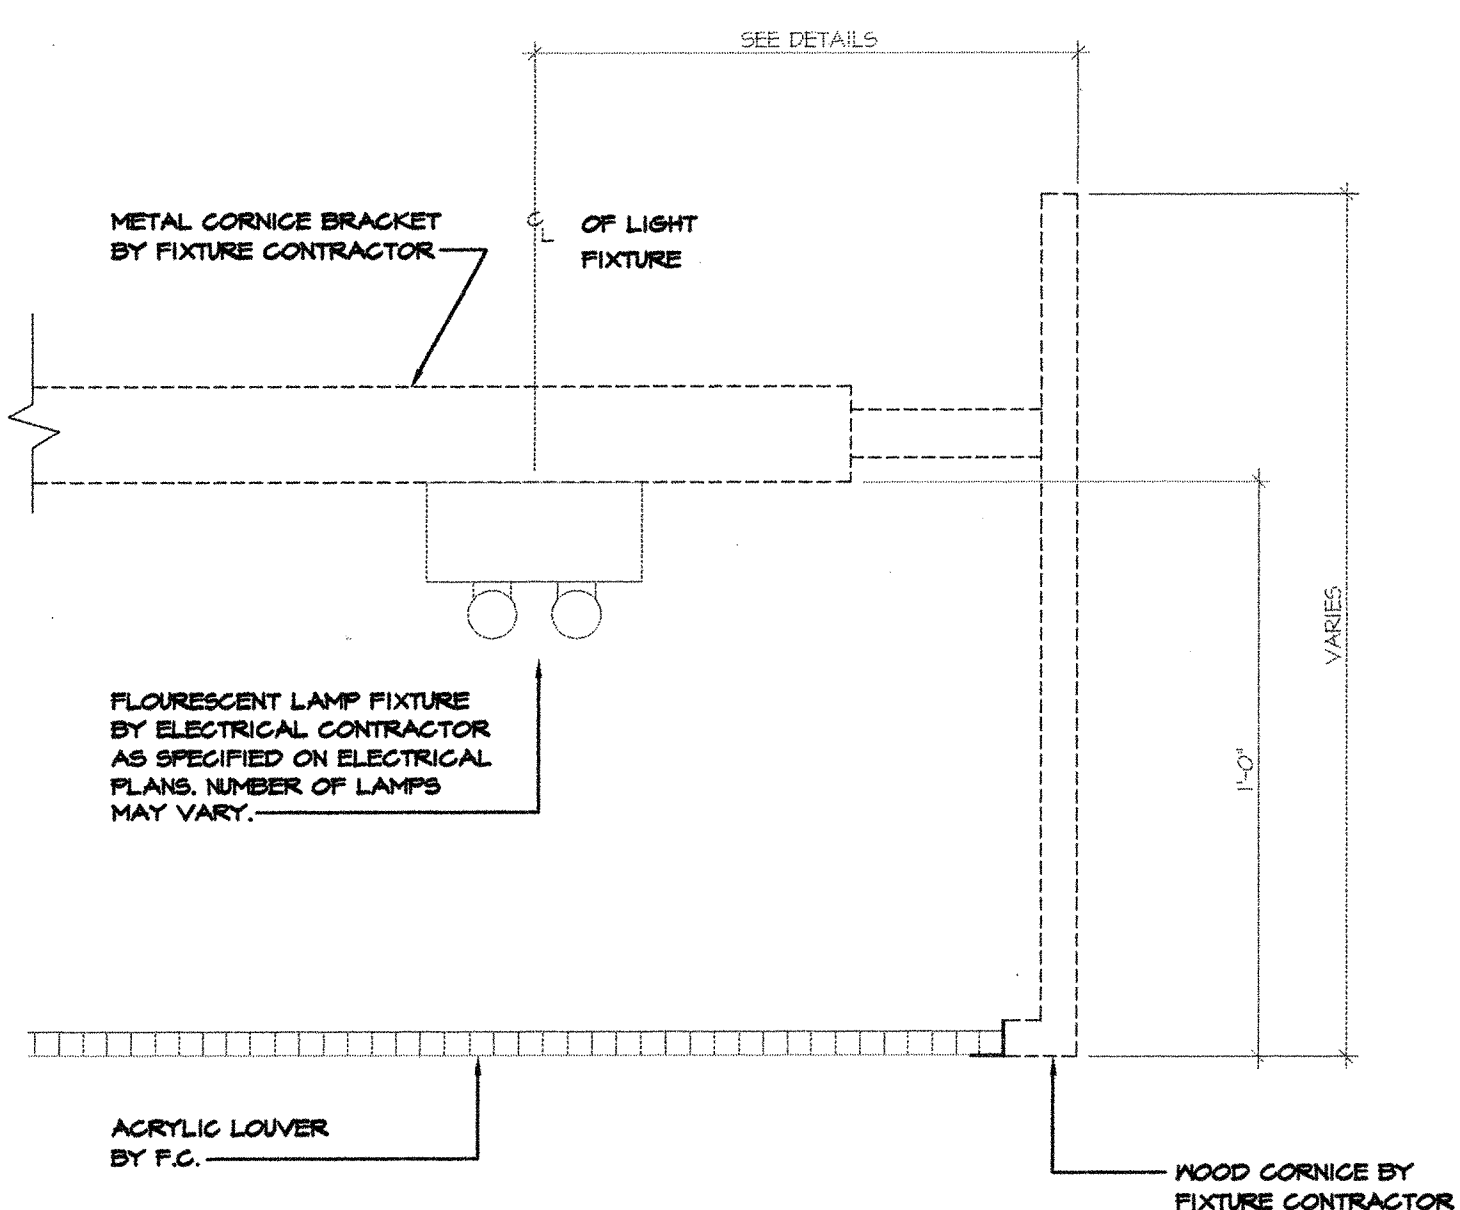 SEE DETAILS
METAL CORNICE BRACKET
BY FIXTURE CONTRACTOR
CL OF LIGHT
FIXTURE
FLOURESCENT LAMP FIXTURE
BY ELECTRICAL CONTRACTOR
AS SPECIFIED ON ELECTRICAL
PLANS. NUMBER OF LAMPS
MAY VARY.
VARIES
1'-0"
ACRYLIC LOUVER
BY F.C.
WOOD CORNICE BY
FIXTURE CONTRACTOR